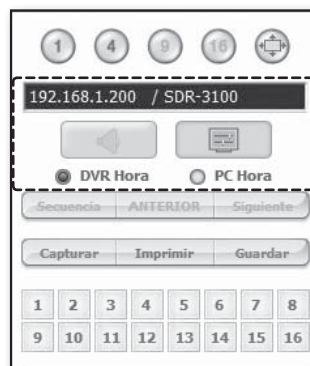 1 4 9 16
192.168.1.200 / SDR-3100
DVR Hora PC Hora
Secuencia ANTERIOR Siguiente
Capturar Imprimir Guardar
1 2 3 4 5 6 7 8
9 10 11 12 13 14 15 16